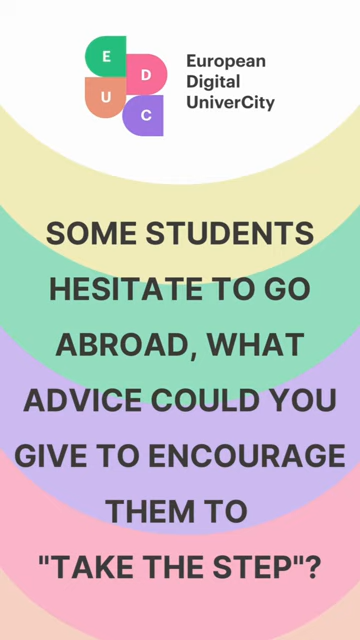 E
D
U
C
European
Digital
UniverCity
SOME STUDENTS
HESITATE TO GO
ABROAD, WHAT
ADVICE COULD YOU
GIVE TO ENCOURAGE
THEM TO
"TAKE THE STEP"?